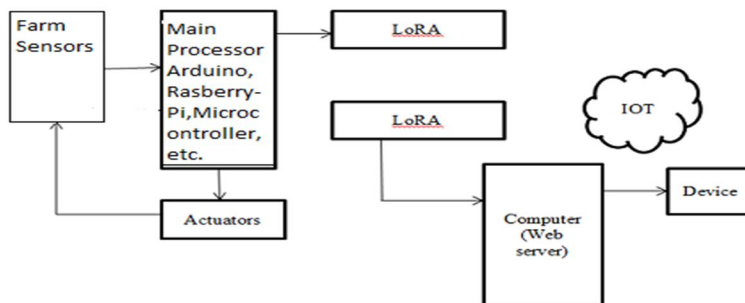 Farm
Sensors
Main
Processor
Arduino,
Rasberry-
Pi,Microc
ontroller,
etc.
LoRA
LoRA
IOT
Actuators
Computer
(Web
server)
Device